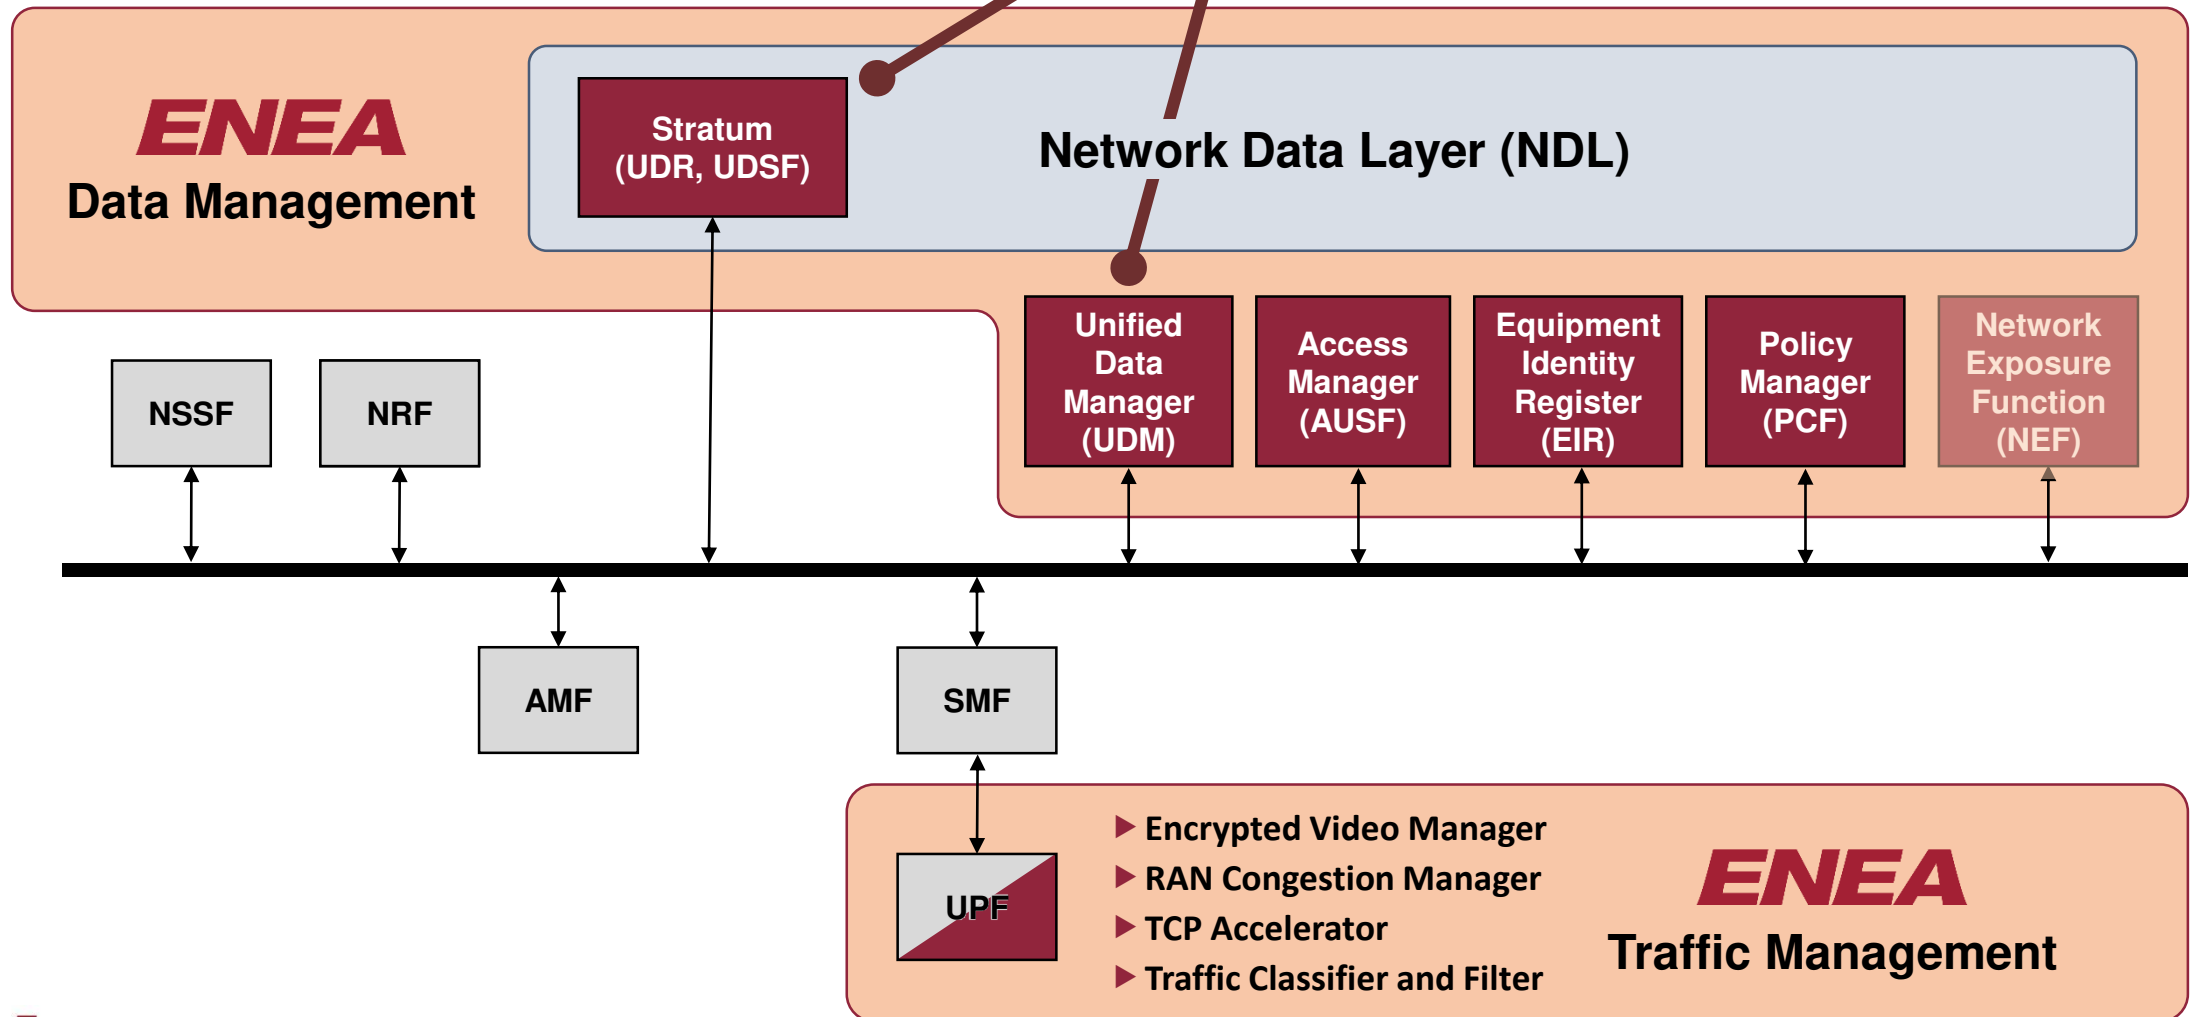 ENEA
Data Management
Stratum
(UDR, UDSF)
Network Data Layer (NDL)
Unified
Data
Manager
(UDM)
Access
Manager
(AUSF)
Equipment
Identity
Register
(EIR)
Policy
Manager
(PCF)
Network
Exposure
Function
(NEF)
NSSF
NRF
AMF
SMF
UPF
Encrypted Video Manager
RAN Congestion Manager
TCP Accelerator
Traffic Classifier and Filter
ENEA
Traffic Management